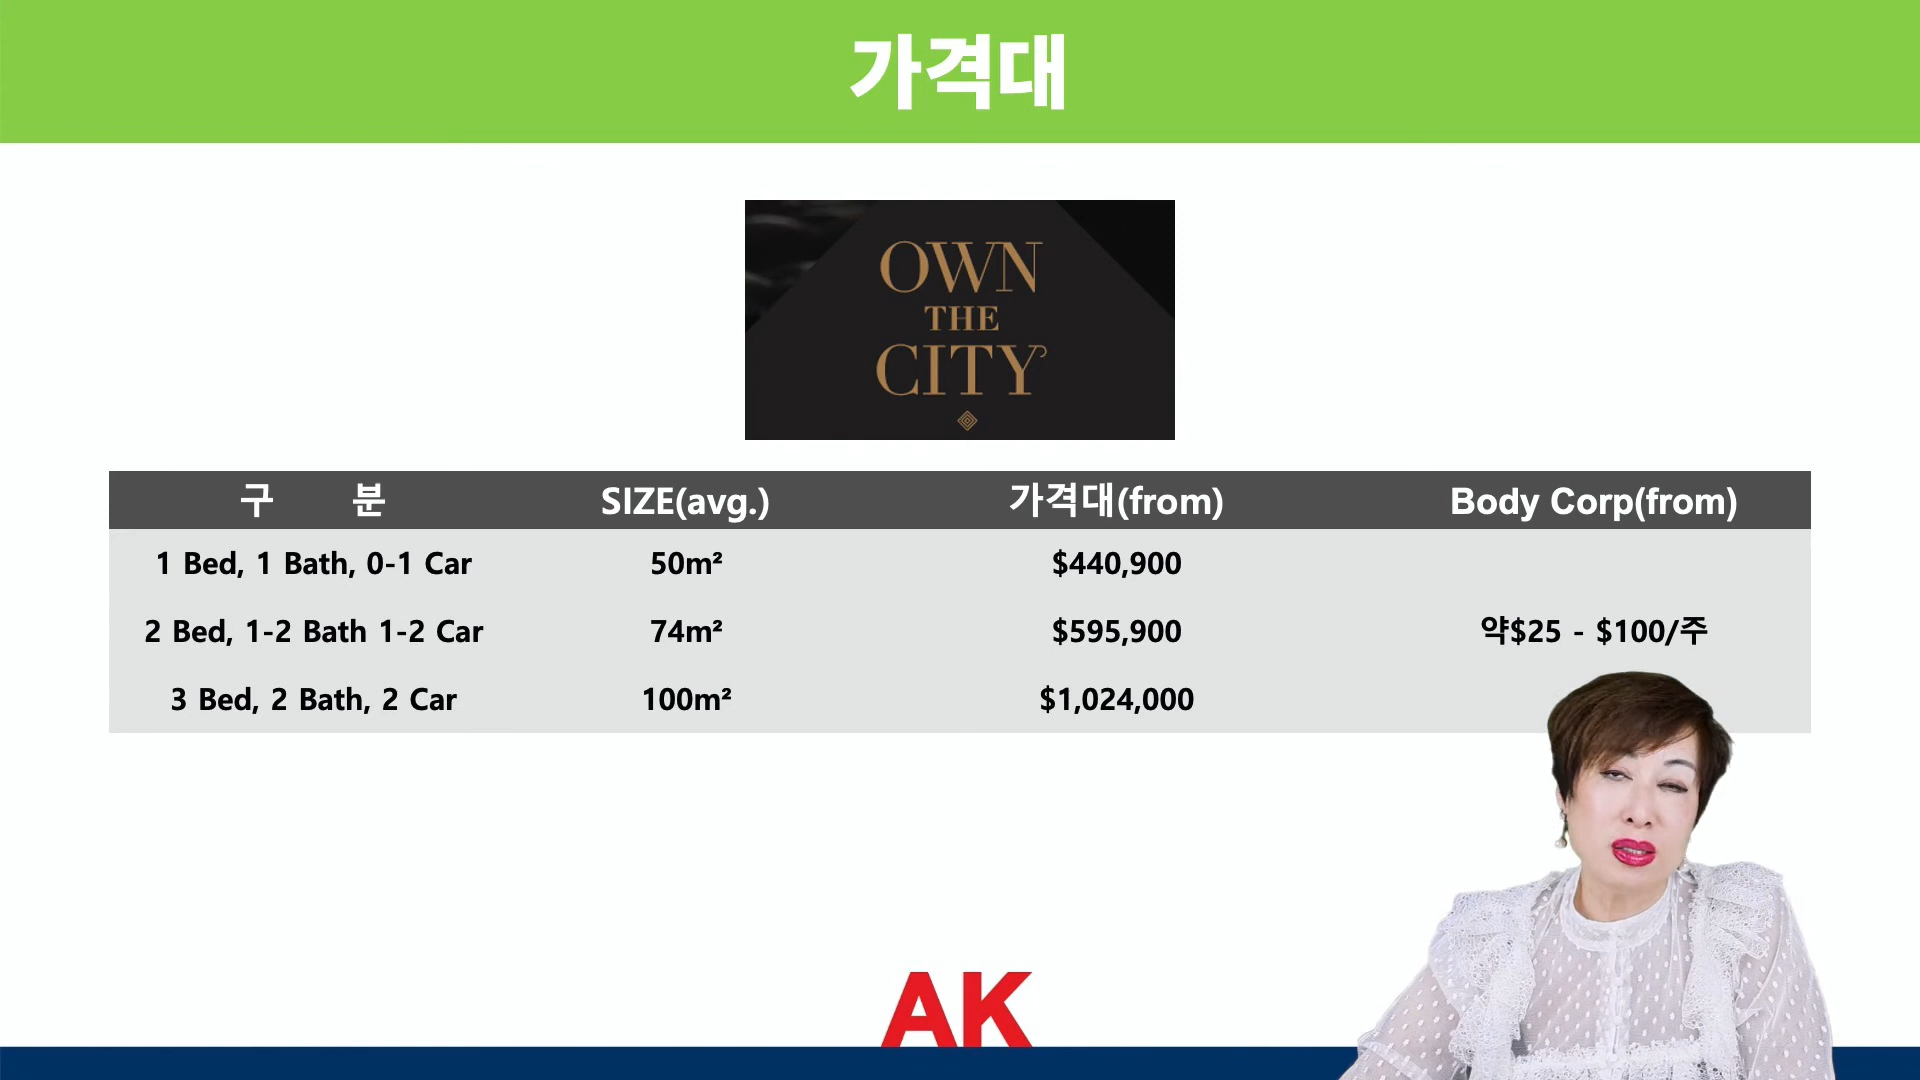 가격대
OWN
THE
CITY
구 분 SIZE(avg.) 가격대(from) Body Corp(from)
1 Bed, 1 Bath, 0-1 Car 50m² $440,900
2 Bed, 1-2 Bath 1-2 Car 74m² $595,900 약$25 - $100/주
3 Bed, 2 Bath, 2 Car 100m² $1,024,000
AK